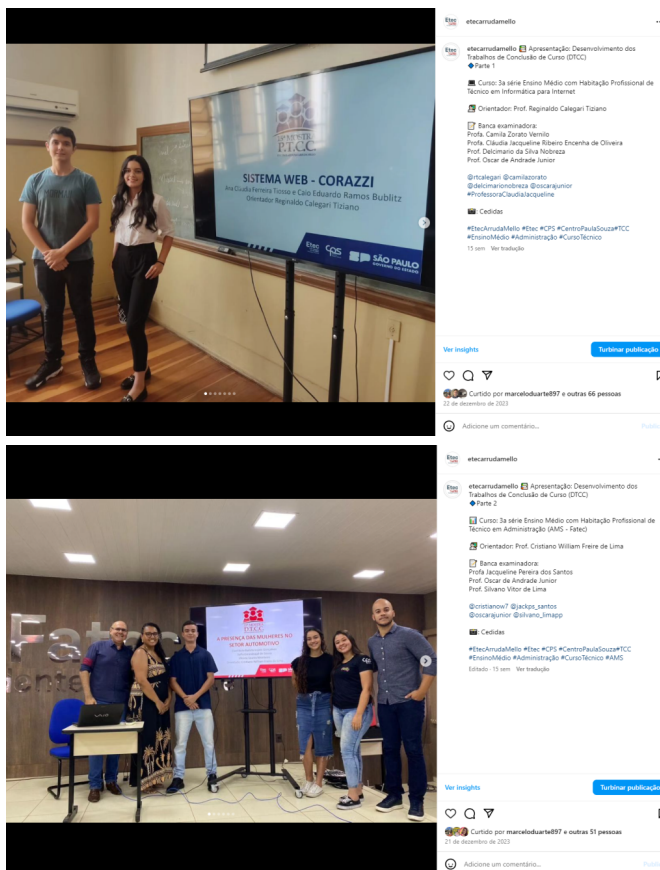 P.T.C.C.
SISTEMA WEB - CORAZZI
Ana Claudia Ferreira Tiosso e Caio Eduardo Ramos Bublitz
Orientador Reginaldo Calegari Tiziano
Etec
CPS
SÃO PAULO
GOVERNO DO ESTADO
Etec
etecarrudamello
etecarrudamello Apresentação: Desenvolvimento dos
Trabalhos de Conclusão de Curso (DTCC)
Parte 1
Curso: 3a série Ensino Médio com Habitação Profissional de
Técnico em Informática para Internet
Orientador: Prof. Reginaldo Calegari Tiziano
Banca examinadora:
Profa. Camila Zorato Vernilo
Profa. Cláudia Jacqueline Ribeiro Encenha de Oliveira
Prof. Delcimario da Silva Nobreza
Prof. Oscar de Andrade Junior
@rtcalegari @camilazorato
@delcimarionobreza @oscarajunior
#ProfessoraClaudiaJacqueline
: Cedidas
#EtecArrudaMello #Etec #CPS #CentroPaulaSouza#TCC
#EnsinoMédio #Administração #CursoTécnico
15 sem Ver tradução
Ver insights
Turbinar publicação
Curtido por marceloduarte897 e outras 66 pessoas
22 de dezembro de 2023
Adicione um comentário...
Fate
A PRESENÇA DAS MULHERES NO
SETOR AUTOMOTIVO
Etec
etecarrudamello
etecarrudamello Apresentação: Desenvolvimento dos
Trabalhos de Conclusão de Curso (DTCC)
Parte 2
Curso: 3a série Ensino Médio com Habitação Profissional de
Técnico em Administração (AMS - Fatec)
Orientador: Prof. Cristiano William Freire de Lima
Banca examinadora:
Profa Jacqueline Pereira dos Santos
Prof. Oscar de Andrade Junior
Prof. Silvano Vitor de Lima
@cristianow7 @jackps_santos
@oscarajunior @silvano_limapp
: Cedidas
#EtecArrudaMello #Etec #CPS #CentroPaulaSouza#TCC
#EnsinoMédio #Administração #CursoTécnico #AMS
Editado · 15 sem Ver tradução
Ver insights
Turbinar publicação
Curtido por marceloduarte897 e outras 51 pessoas
21 de dezembro de 2023
Adicione um comentário...